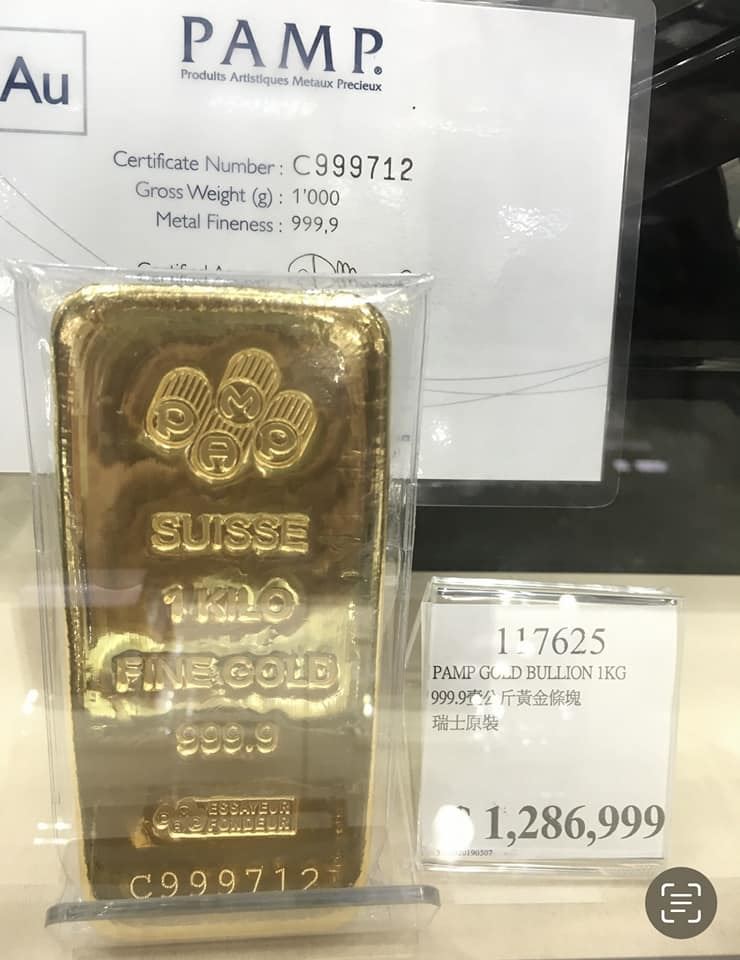 Au
PAMP®
Produits Artistiques Metaux Precieux
Certificate Number : C999712
Gross Weight (g) : 1'000
Metal Fineness : 999,9
PAMP
SUISSE
1 KILO
FINE GOLD
999.9
ESSAYEUR
FONDEUR
C999712
117625
PAMP GOLD BULLION 1KG
999.9壹公斤黃金條塊
瑞士原裝
1,286,999
20190507